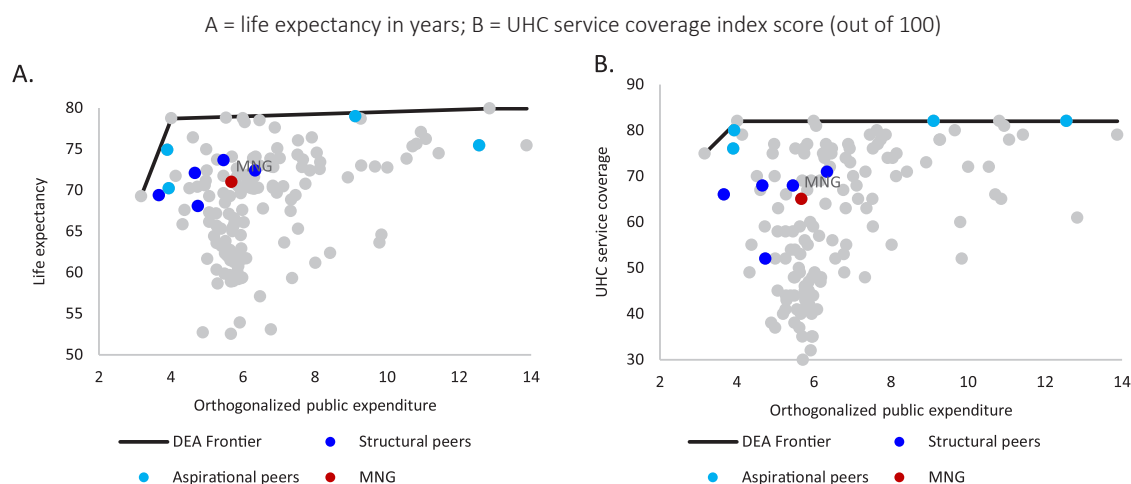 A = life expectancy in years; B = UHC service coverage index score (out of 100)
A.
80
75
70
65
60
55
50
Life expectancy
MNG
2 4 6 8 10 12 14
Orthogonalized public expenditure
DEA Frontier
Structural peers
Aspirational peers
MNG
B.
90
80
70
60
50
40
30
UHC service coverage
MNG
2 4 6 8 10 12 14
Orthogonalized public expenditure
DEA Frontier
Structural peers
Aspirational peers
MNG